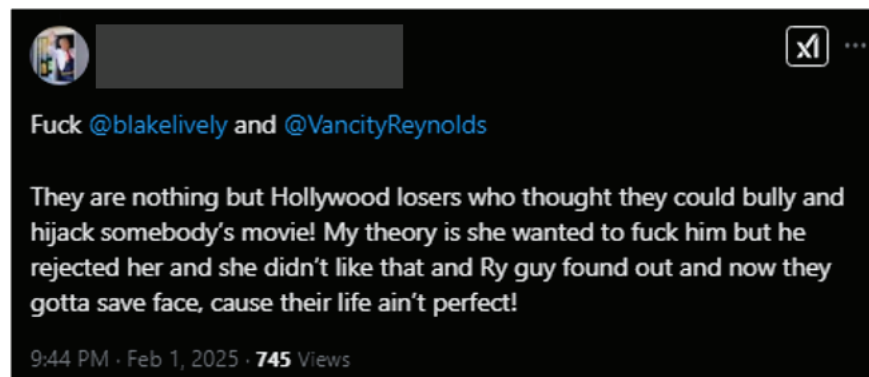 Fuck @blakelively and @VancityReynolds
They are nothing but Hollywood losers who thought they could bully and
hijack somebody’s movie! My theory is she wanted to fuck him but he
rejected her and she didn’t like that and Ry guy found out and now they
gotta save face, cause their life ain’t perfect!
9:44 PM · Feb 1, 2025 · 745 Views